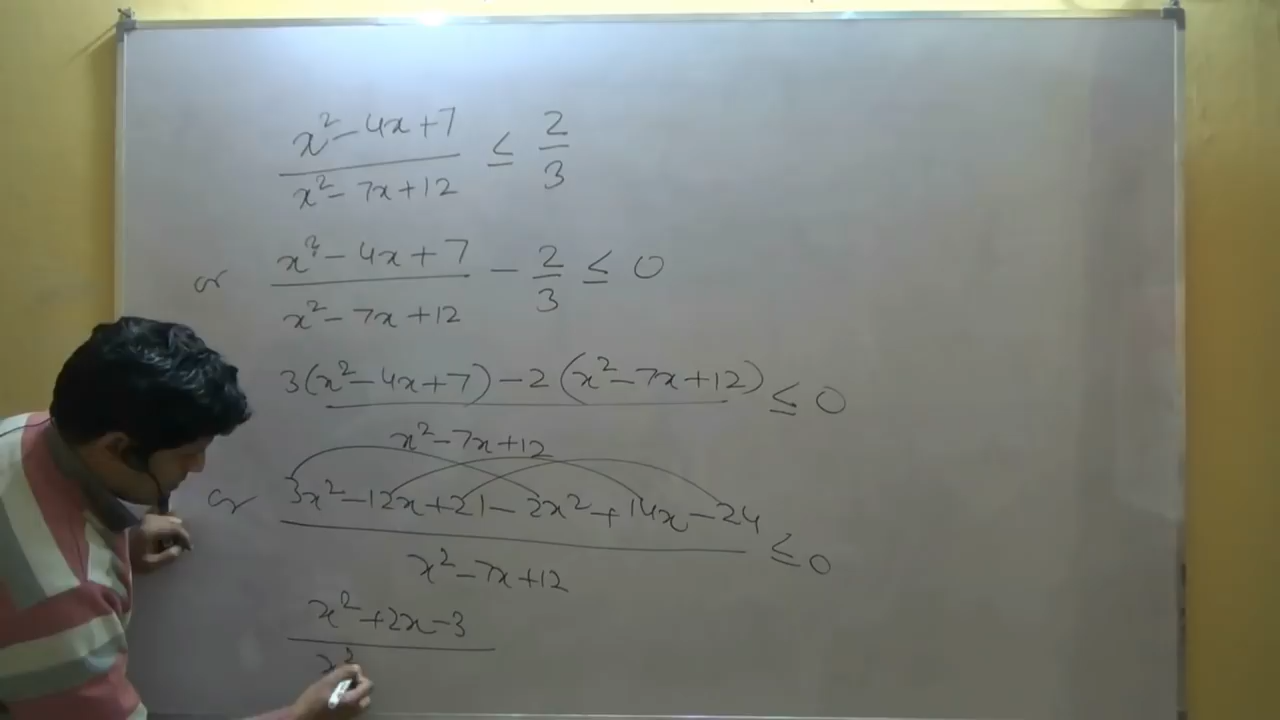 x² - 4x + 7
x² - 7x + 12
≤ 2/3
or x² - 4x + 7
x² - 7x + 12
- 2/3 ≤ 0
3(x² - 4x + 7) - 2(x² - 7x + 12) ≤ 0
x² - 7x + 12
or 3x² - 12x + 21 - 2x² + 14x - 24 ≤ 0
x² - 7x + 12
x² + 2x - 3
x²